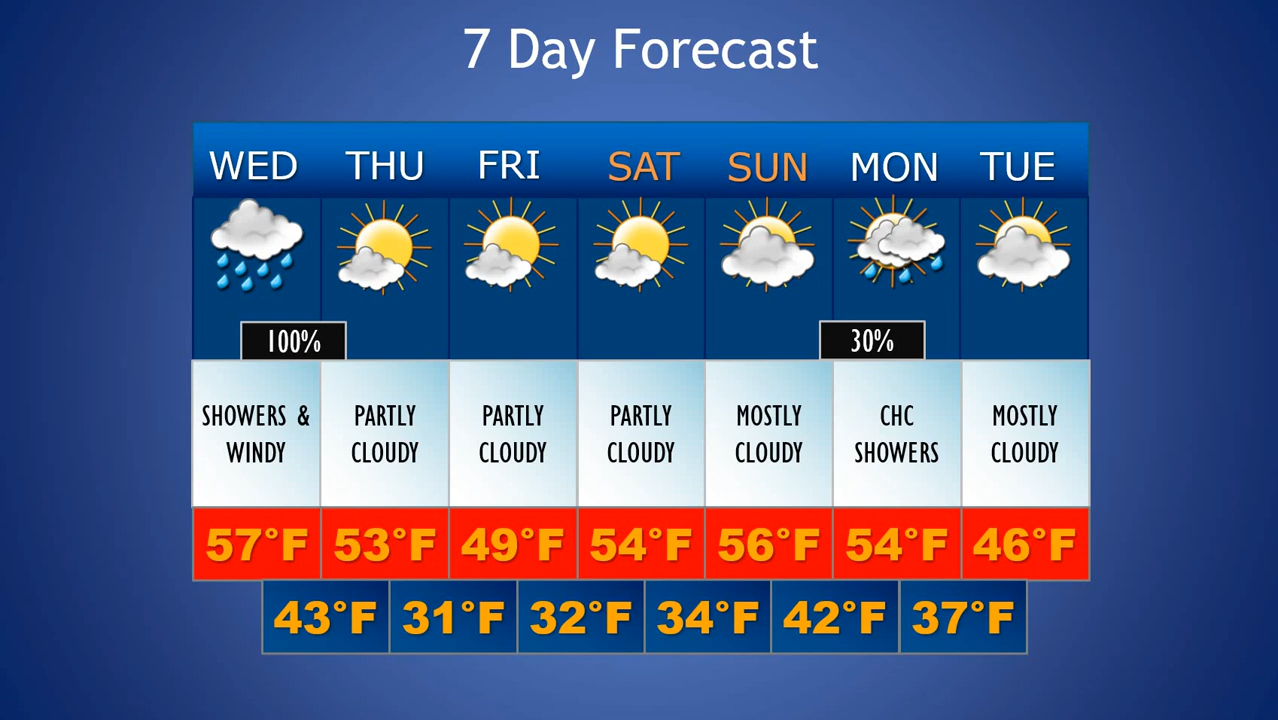 7 Day Forecast
WED THU FRI SAT SUN MON TUE
100% 30%
SHOWERS & PARTLY PARTLY PARTLY MOSTLY CHC MOSTLY
WINDY CLOUDY CLOUDY CLOUDY CLOUDY SHOWERS CLOUDY
57°F 53°F 49°F 54°F 56°F 54°F 46°F
43°F 31°F 32°F 34°F 42°F 37°F